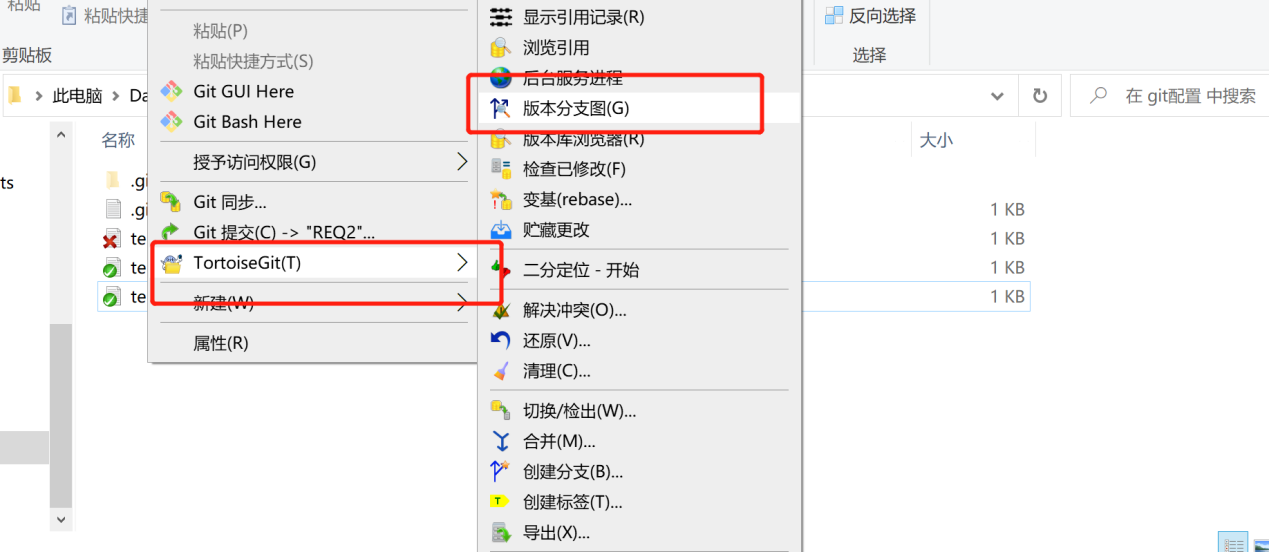 粘贴
粘贴快捷
剪贴板
反向选择
选择
此电脑
Da
在 git配置 中搜索
名称
大小
ts
.gi
.gi
1 KB
te
1 KB
te
1 KB
te
1 KB
粘贴(P)
粘贴快捷方式(S)
Git GUI Here
Git Bash Here
授予访问权限(G)
Git 同步...
Git 提交(C) -> "REQ2"...
TortoiseGit(T)
新建(W)
属性(R)
显示引用记录(R)
浏览引用
后台服务进程
版本分支图(G)
版本库浏览器(R)
检查已修改(F)
变基(rebase)...
贮藏更改
二分定位 - 开始
解决冲突(O)...
还原(V)...
清理(C)...
切换/检出(W)...
合并(M)...
创建分支(B)...
创建标签(T)...
导出(X)...